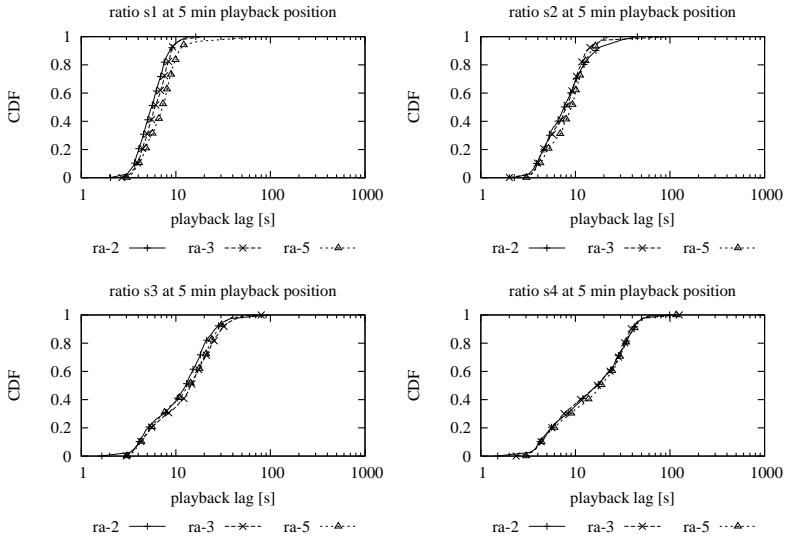 ratio s1 at 5 min playback position
1
0.8
0.6
0.4
0.2
0
CDF
1 10 100 1000
playback lag [s]
ra-2 ra-3 ra-5
ratio s2 at 5 min playback position
1
0.8
0.6
0.4
0.2
0
CDF
1 10 100 1000
playback lag [s]
ra-2 ra-3 ra-5
ratio s3 at 5 min playback position
1
0.8
0.6
0.4
0.2
0
CDF
1 10 100 1000
playback lag [s]
ra-2 ra-3 ra-5
ratio s4 at 5 min playback position
1
0.8
0.6
0.4
0.2
0
CDF
1 10 100 1000
playback lag [s]
ra-2 ra-3 ra-5